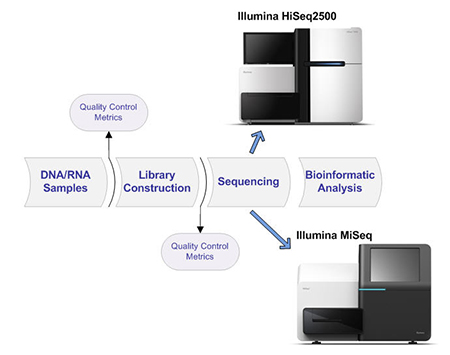 Illumina HiSeq2500
Quality Control
Metrics
DNA/RNA
Samples
Library
Construction
Sequencing
Bioinformatic
Analysis
Quality Control
Metrics
Illumina MiSeq